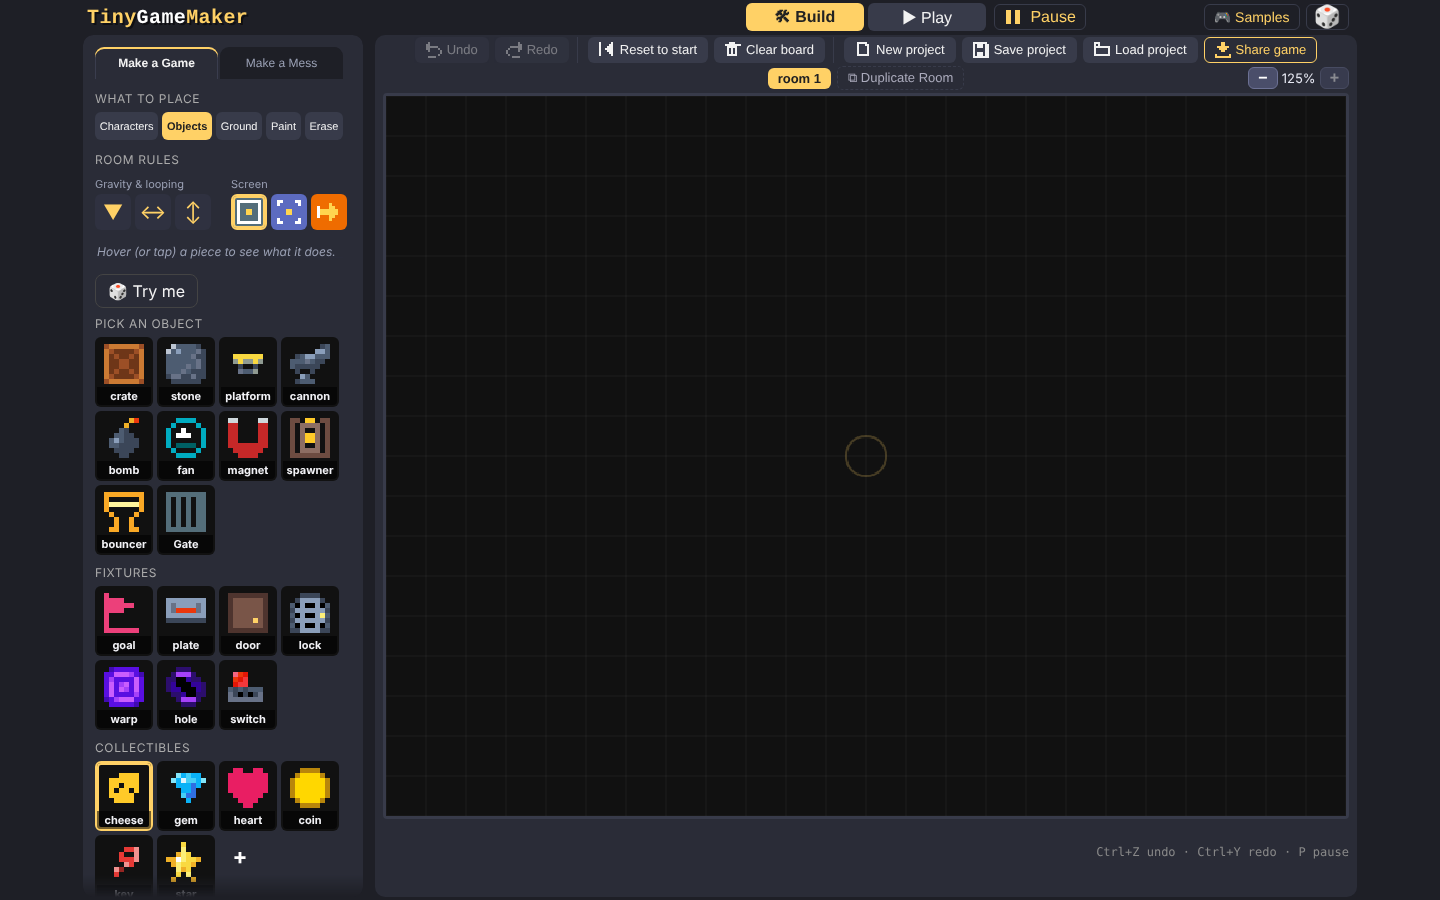 TinyGameMaker
🛠 Build
▶ Play
Pause
🎮 Samples
Make a Game
Make a Mess
Undo
Redo
Reset to start
Clear board
New project
Save project
Load project
Share game
room 1
⧉ Duplicate Room
− 125% +
WHAT TO PLACE
Characters Objects Ground Paint Erase
ROOM RULES
Gravity & looping
Screen
Hover (or tap) a piece to see what it does.
🎲 Try me
PICK AN OBJECT
crate stone platform cannon
bomb fan magnet spawner
bouncer Gate
FIXTURES
goal plate door lock
warp hole switch
COLLECTIBLES
cheese gem heart coin
+
key star
Ctrl+Z undo · Ctrl+Y redo · P pause